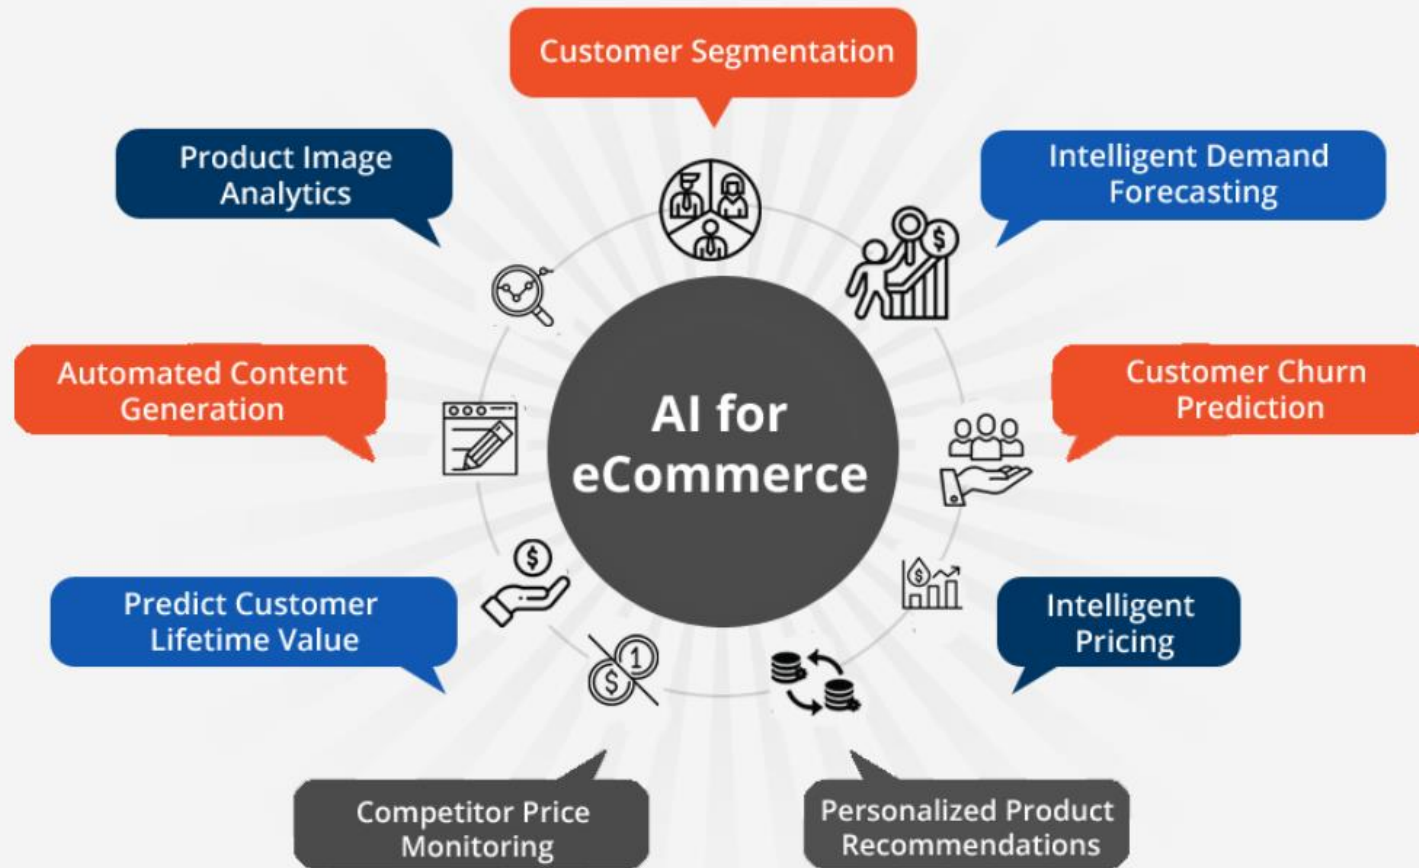 Customer Segmentation
Product Image
Analytics
Intelligent Demand
Forecasting
Automated Content
Generation
AI for
eCommerce
Customer Churn
Prediction
Predict Customer
Lifetime Value
Intelligent
Pricing
Competitor Price
Monitoring
Personalized Product
Recommendations
$
$
$
1
$